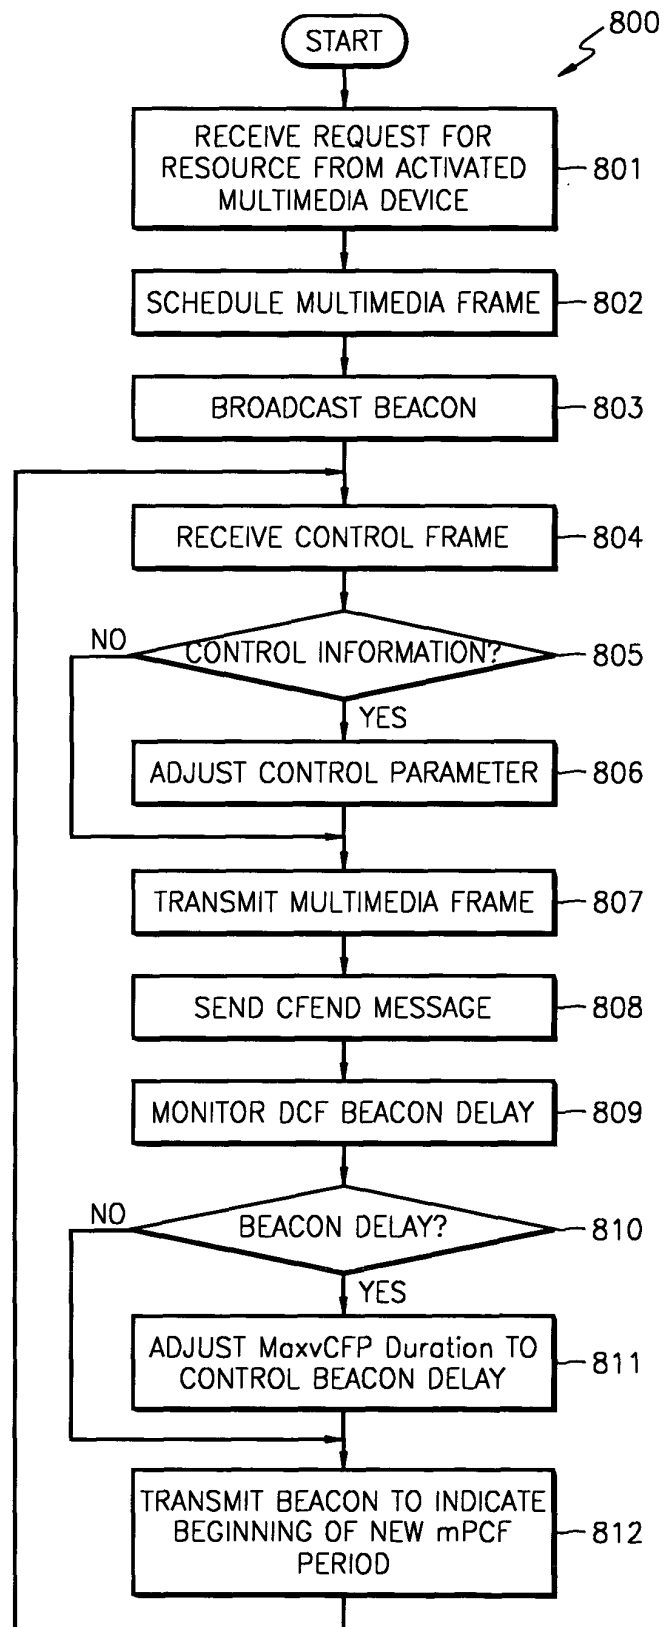 START
800
RECEIVE REQUEST FOR
RESOURCE FROM ACTIVATED
MULTIMEDIA DEVICE
801
SCHEDULE MULTIMEDIA FRAME
802
BROADCAST BEACON
803
RECEIVE CONTROL FRAME
804
NO
CONTROL INFORMATION?
805
YES
ADJUST CONTROL PARAMETER
806
TRANSMIT MULTIMEDIA FRAME
807
SEND CFEND MESSAGE
808
MONITOR DCF BEACON DELAY
809
NO
BEACON DELAY?
810
YES
ADJUST MaxvCFP Duration TO
CONTROL BEACON DELAY
811
TRANSMIT BEACON TO INDICATE
BEGINNING OF NEW mPCF
PERIOD
812